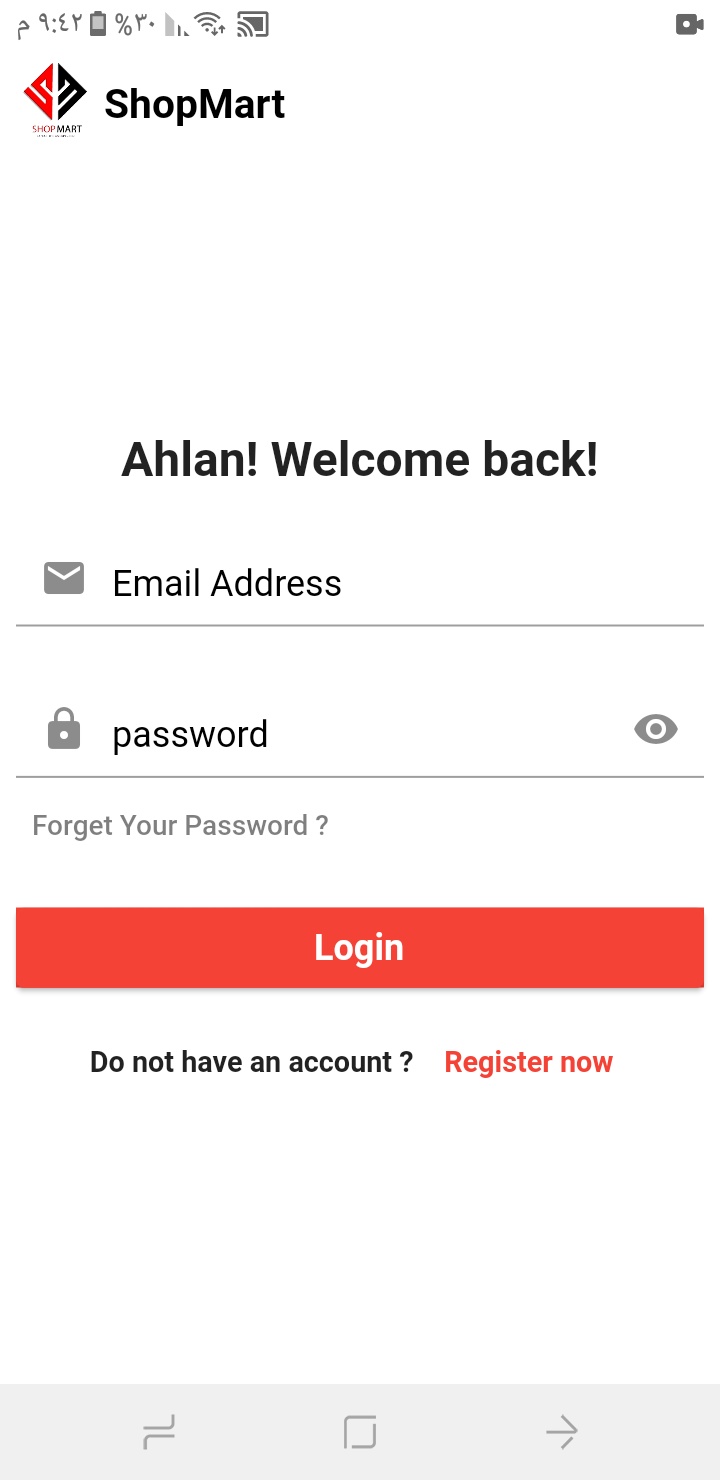 م ٩:٤٢ %٣٠
ShopMart
SHOPMART
Ahlan! Welcome back!
Email Address
password
Forget Your Password ?
Login
Do not have an account ? Register now